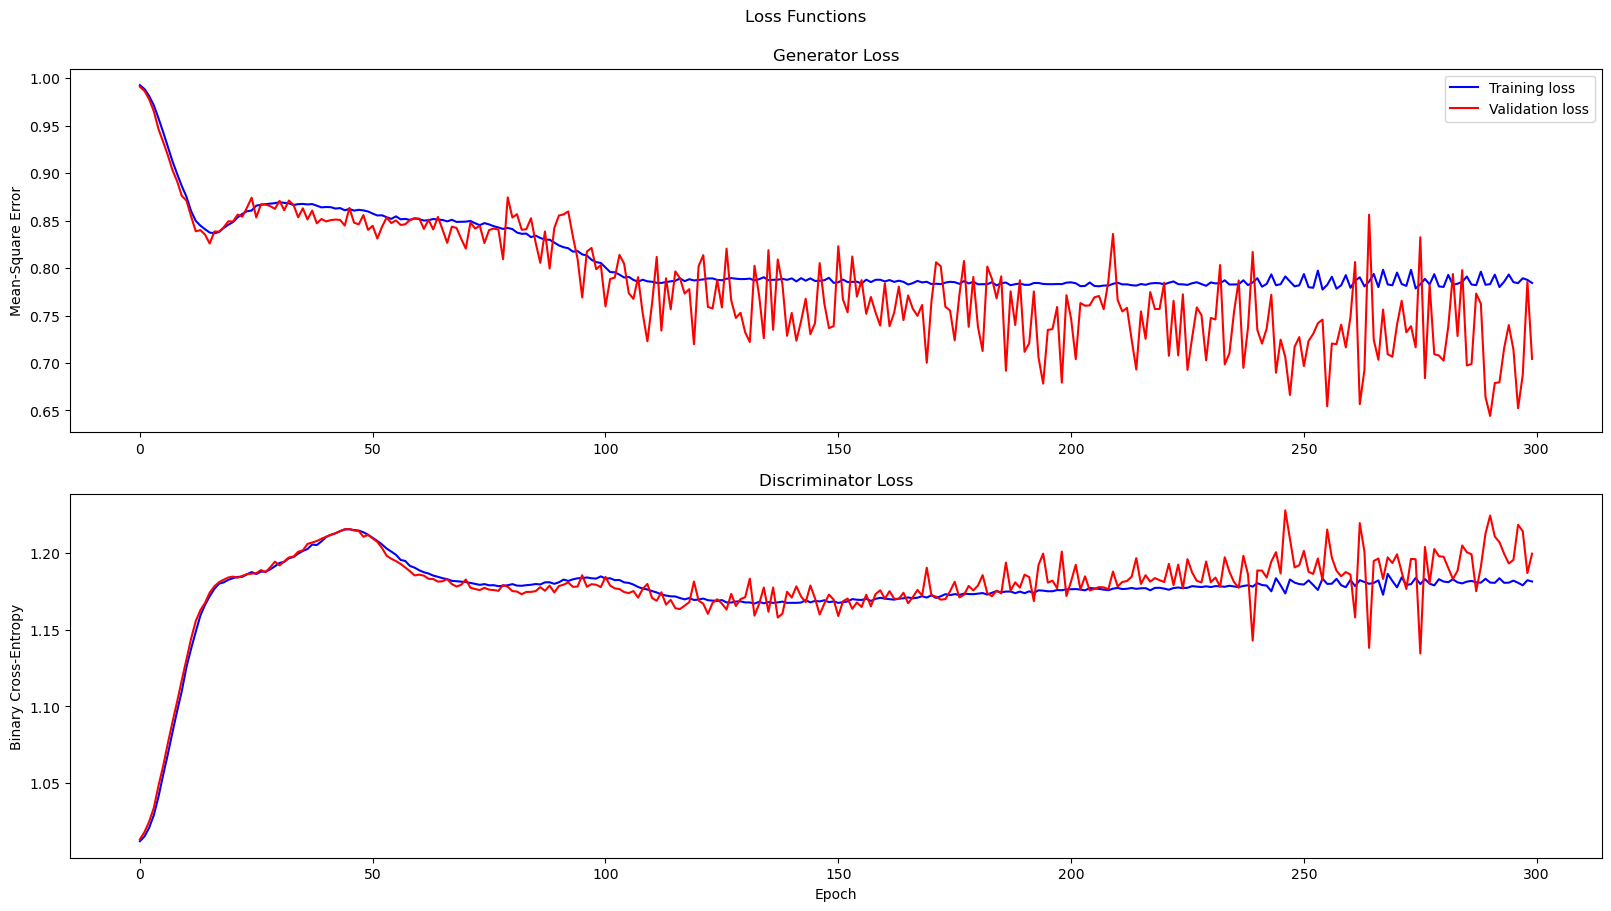 Loss Functions
Generator Loss
Training loss
Validation loss
Mean-Square Error
1.00
0.95
0.90
0.85
0.80
0.75
0.70
0.65
0 50 100 150 200 250 300
Discriminator Loss
Binary Cross-Entropy
1.20
1.15
1.10
1.05
0 50 100 150 200 250 300
Epoch